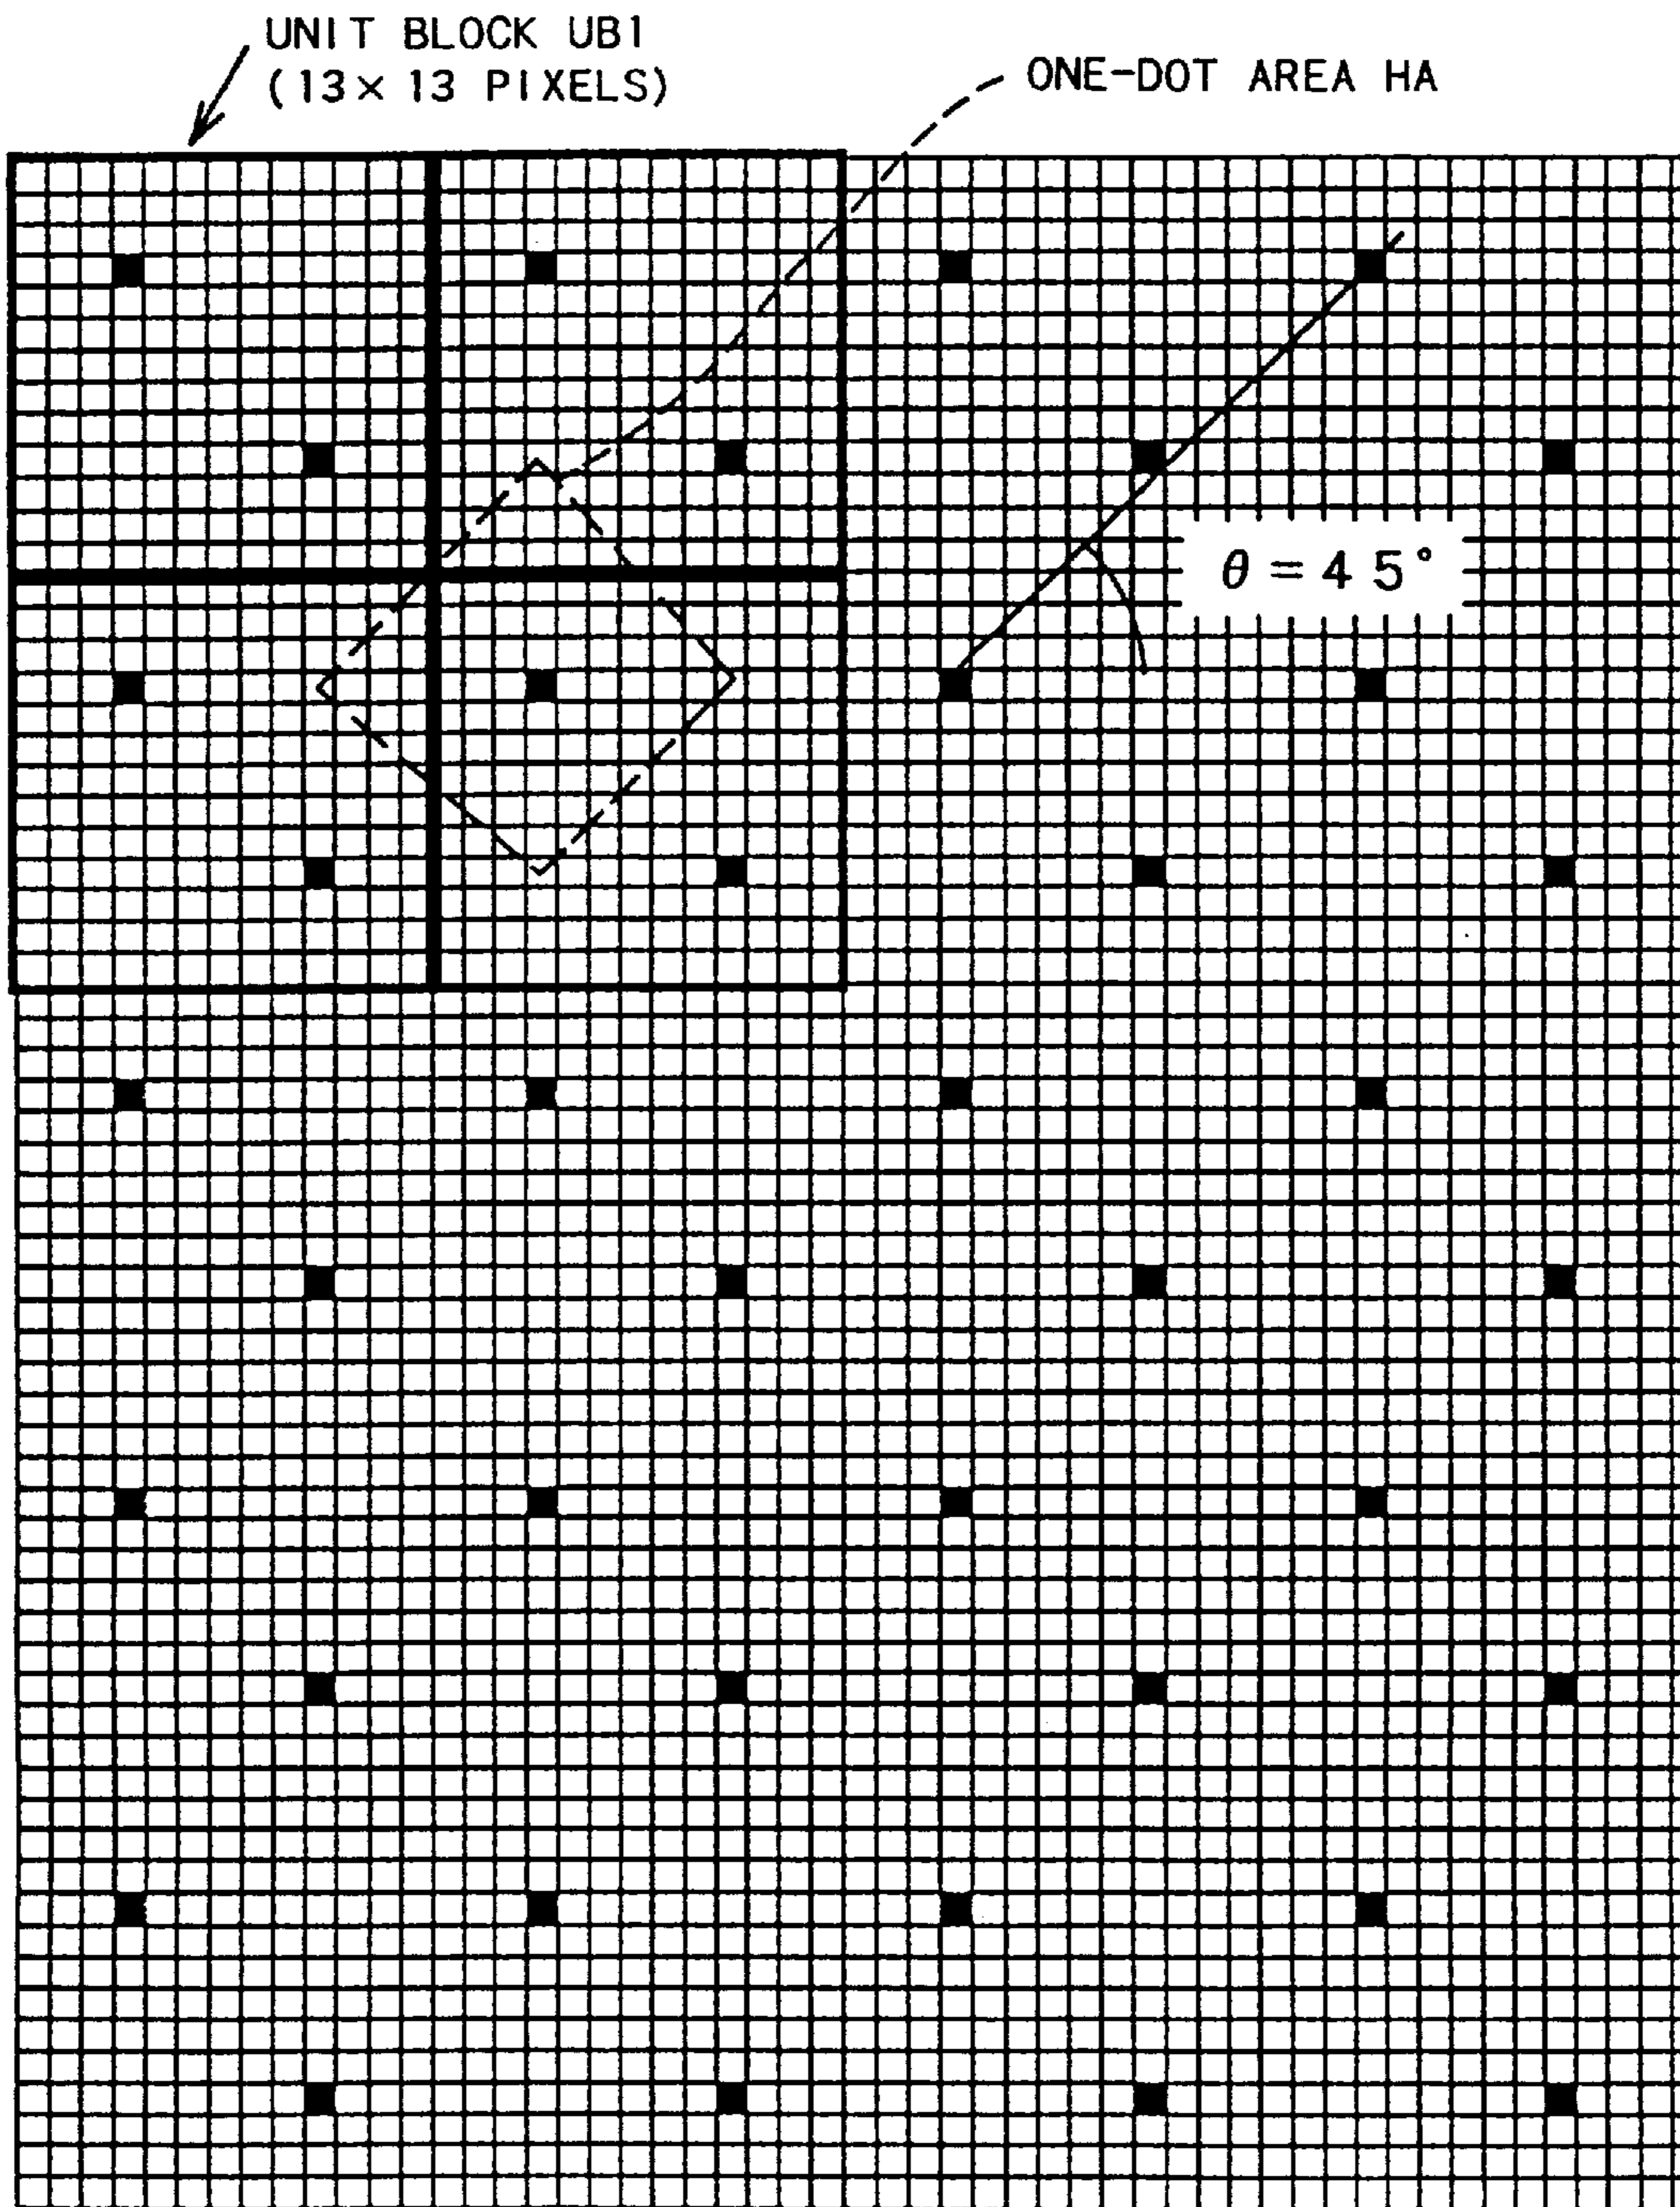 UNIT BLOCK UB1
(13×13 PIXELS)
ONE-DOT AREA HA
θ=45°